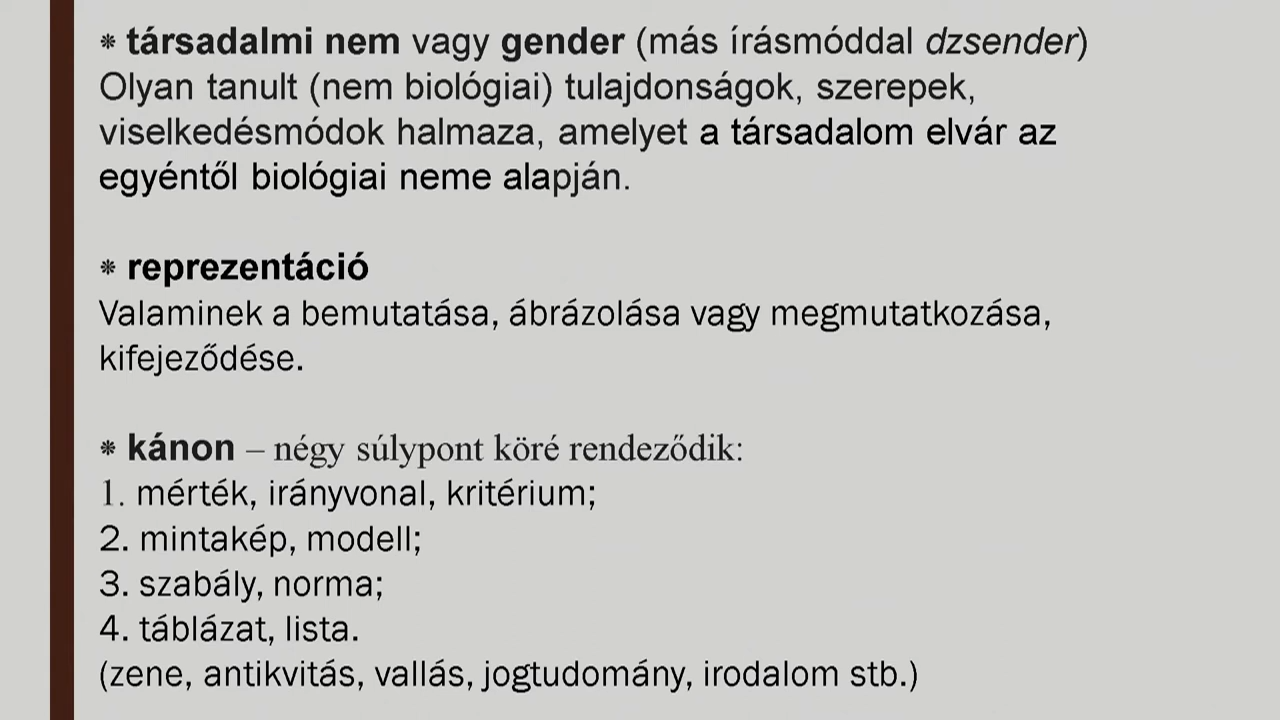 ⁕ társadalmi nem vagy gender (más írásmóddal dzsender)
Olyan tanult (nem biológiai) tulajdonságok, szerepek,
viselkedésmódok halmaza, amelyet a társadalom elvár az
egyéntől biológiai neme alapján.
⁕ reprezentáció
Valaminek a bemutatása, ábrázolása vagy megmutatkozása,
kifejeződése.
⁕ kánon – négy súlypont köré rendeződik:
1. mérték, irányvonal, kritérium;
2. mintakép, modell;
3. szabály, norma;
4. táblázat, lista.
(zene, antikvitás, vallás, jogtudomány, irodalom stb.)